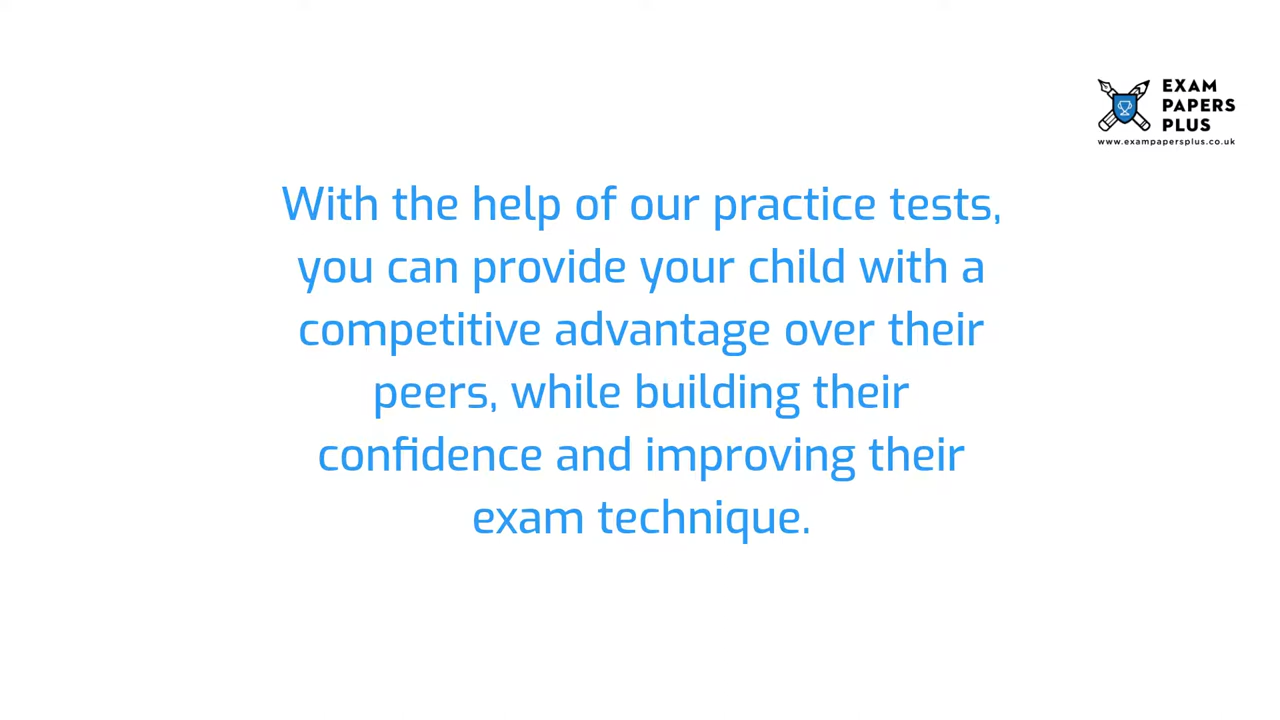 EXAM
PAPERS
PLUS
www.exampapersplus.co.uk
With the help of our practice tests,
you can provide your child with a
competitive advantage over their
peers, while building their
confidence and improving their
exam technique.